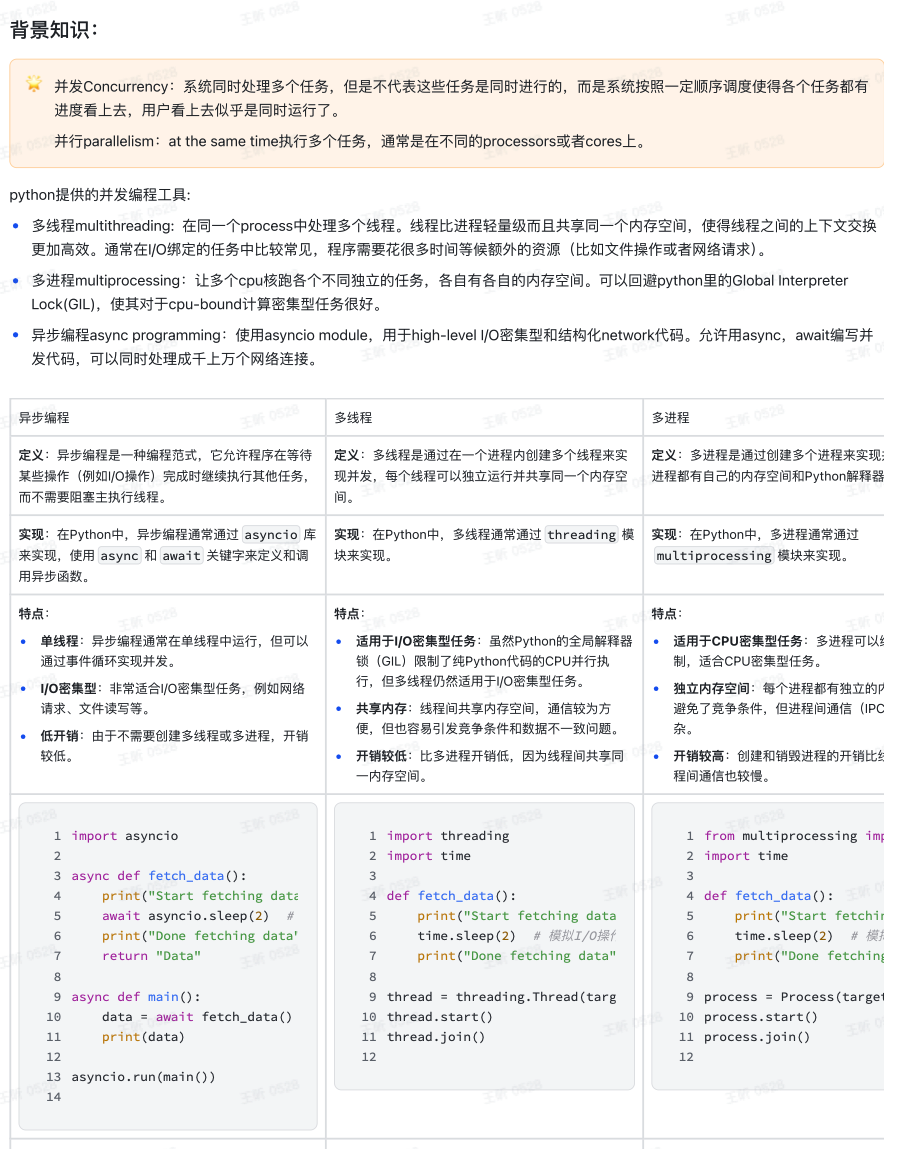 背景知识：
并发Concurrency：系统同时处理多个任务，但是不代表这些任务是同时进行的，而是系统按照一定顺序调度使得各个任务都有
进度看上去，用户看上去似乎是同时运行了。
并行parallelism：at the same time执行多个任务，通常是在不同的processors或者cores上。
python提供的并发编程工具:
多线程multithreading: 在同一个process中处理多个线程。线程比进程轻量级而且共享同一个内存空间，使得线程之间的上下文交换
更加高效。通常在I/O绑定的任务中比较常见，程序需要花很多时间等候额外的资源（比如文件操作或者网络请求）。
多进程multiprocessing：让多个cpu核跑各个不同独立的任务，各自有各自的内存空间。可以回避python里的Global Interpreter
Lock(GIL)，使其对于cpu-bound计算密集型任务很好。
异步编程async programming：使用asyncio module，用于high-level I/O密集型和结构化network代码。允许用async，await编写并
发代码，可以同时处理成千上万个网络连接。
异步编程
定义：异步编程是一种编程范式，它允许程序在等待
某些操作（例如I/O操作）完成时继续执行其他任务，
而不需要阻塞主执行线程。
实现：在Python中，异步编程通常通过 asyncio 库
来实现，使用 async 和 await 关键字来定义和调
用异步函数。
特点：
单线程：异步编程通常在单线程中运行，但可以
通过事件循环实现并发。
I/O密集型：非常适合I/O密集型任务，例如网络
请求、文件读写等。
低开销：由于不需要创建多线程或多进程，开销
较低。
1 import asyncio
2
3 async def fetch_data():
4     print("Start fetching data
5     await asyncio.sleep(2)  #
6     print("Done fetching data"
7     return "Data"
8
9 async def main():
10     data = await fetch_data()
11     print(data)
12
13 asyncio.run(main())
14
多线程
定义：多线程是通过在一个进程内创建多个线程来实
现并发，每个线程可以独立运行并共享同一个内存空
间。
实现：在Python中，多线程通常通过 threading 模
块来实现。
特点：
适用于I/O密集型任务：虽然Python的全局解释器
锁（GIL）限制了纯Python代码的CPU并行执
行，但多线程仍然适用于I/O密集型任务。
共享内存：线程间共享内存空间，通信较为方
便，但也容易引发竞争条件和数据不一致问题。
开销较低：比多进程开销低，因为线程间共享同
一内存空间。
1 import threading
2 import time
3
4 def fetch_data():
5     print("Start fetching data
6     time.sleep(2)  # 模拟I/O操
7     print("Done fetching data"
8
9 thread = threading.Thread(targ
10 thread.start()
11 thread.join()
12
多进程
定义：多进程是通过创建多个进程来实现
进程都有自己的内存空间和Python解释器
实现：在Python中，多进程通常通过
multiprocessing 模块来实现。
特点：
适用于CPU密集型任务：多进程可以
制，适合CPU密集型任务。
独立内存空间：每个进程都有独立的
避免了竞争条件，但进程间通信（IPC
杂。
开销较高：创建和销毁进程的开销比
程间通信也较慢。
1 from multiprocessing imp
2 import time
3
4 def fetch_data():
5     print("Start fetchin
6     time.sleep(2)  # 模
7     print("Done fetching
8
9 process = Process(target
10 process.start()
11 process.join()
12
王昕 0528